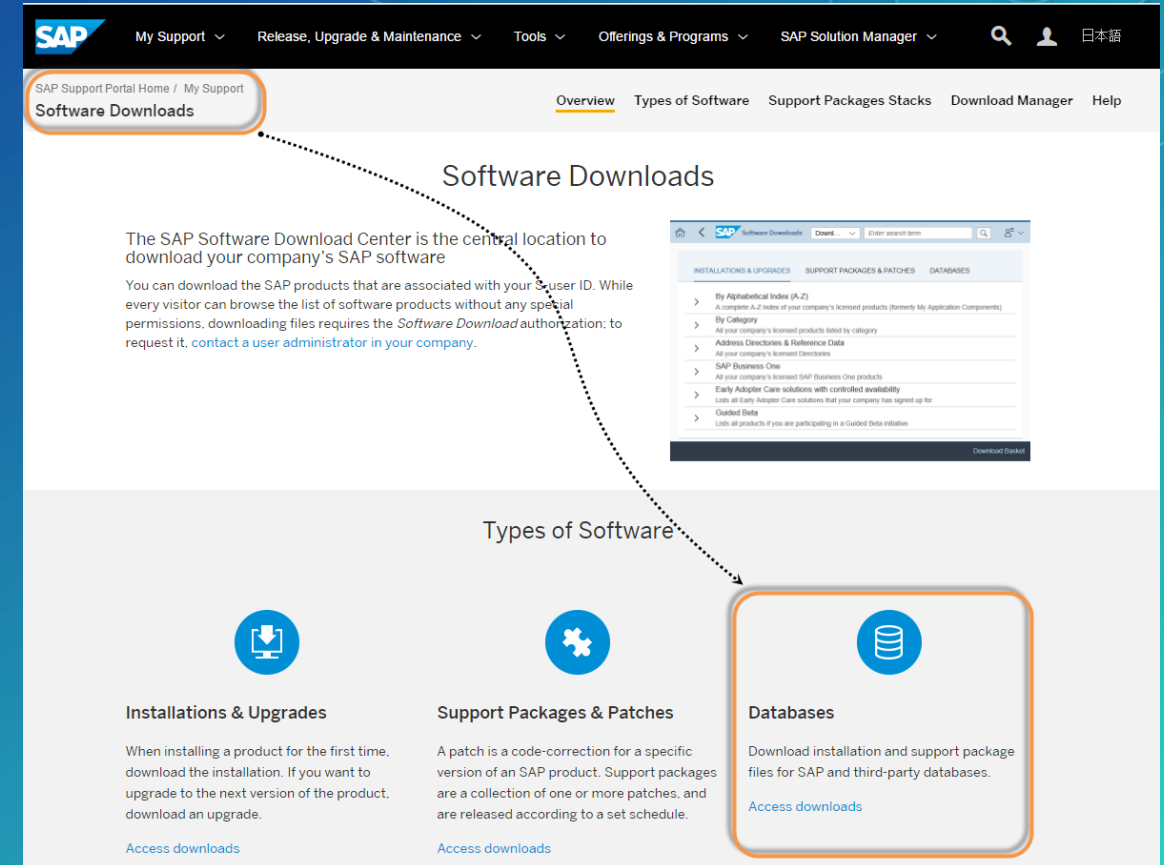 SAP My Support Release, Upgrade & Maintenance Tools Offerings & Programs SAP Solution Manager 日本語
SAP Support Portal Home / My Support
Software Downloads
Overview Types of Software Support Packages Stacks Download Manager Help
Software Downloads
The SAP Software Download Center is the central location to
download your company's SAP software
You can download the SAP products that are associated with your S-user ID. While
every visitor can browse the list of software products without any special
permissions, downloading files requires the Software Download authorization; to
request it, contact a user administrator in your company.
SAP Software Downloads Downl... Enter search term
INSTALLATIONS & UPGRADES SUPPORT PACKAGES & PATCHES DATABASES
By Alphabetical Index (A-Z)
A complete A-Z index of your company's licensed products (formerly My Application Components)
By Category
All your company's licensed products listed by category
Address Directories & Reference Data
All your company's licensed Directories
SAP Business One
All your company's licensed SAP Business One products
Early Adopter Care solutions with controlled availability
Lists all Early Adopter Care solutions that your company has signed up for
Guided Beta
Lists all products if you are participating in a Guided Beta initiative
Download Basket
Types of Software
Installations & Upgrades
When installing a product for the first time,
download the installation. If you want to
upgrade to the next version of the product,
download an upgrade.
Access downloads
Support Packages & Patches
A patch is a code-correction for a specific
version of an SAP product. Support packages
are a collection of one or more patches, and
are released according to a set schedule.
Access downloads
Databases
Download installation and support package
files for SAP and third-party databases.
Access downloads